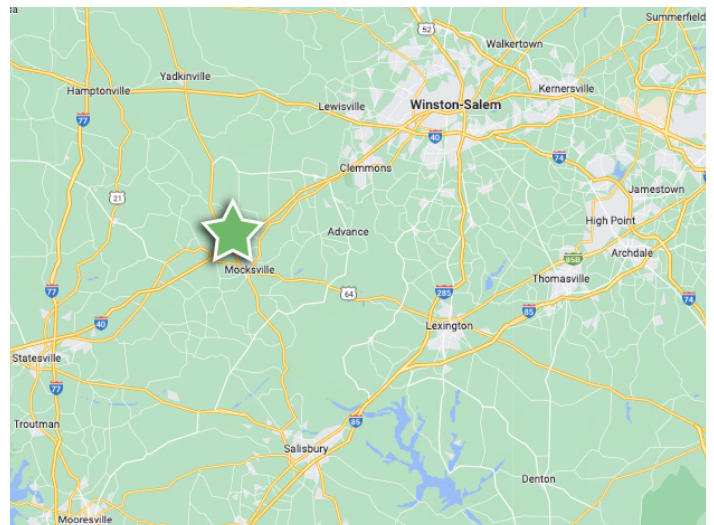 Summerfield
52
Walkertown
Yadkinville
Hamptonville
Kernersville
Lewisville
Winston-Salem
77
40
74
Clemmons
Jamestown
21
High Point
Advance
Archdale
85B
Mocksville
Thomasville
77
64
285
74
40
85
Lexington
Statesville
77
Troutman
85
Salisbury
Denton
Mooresville